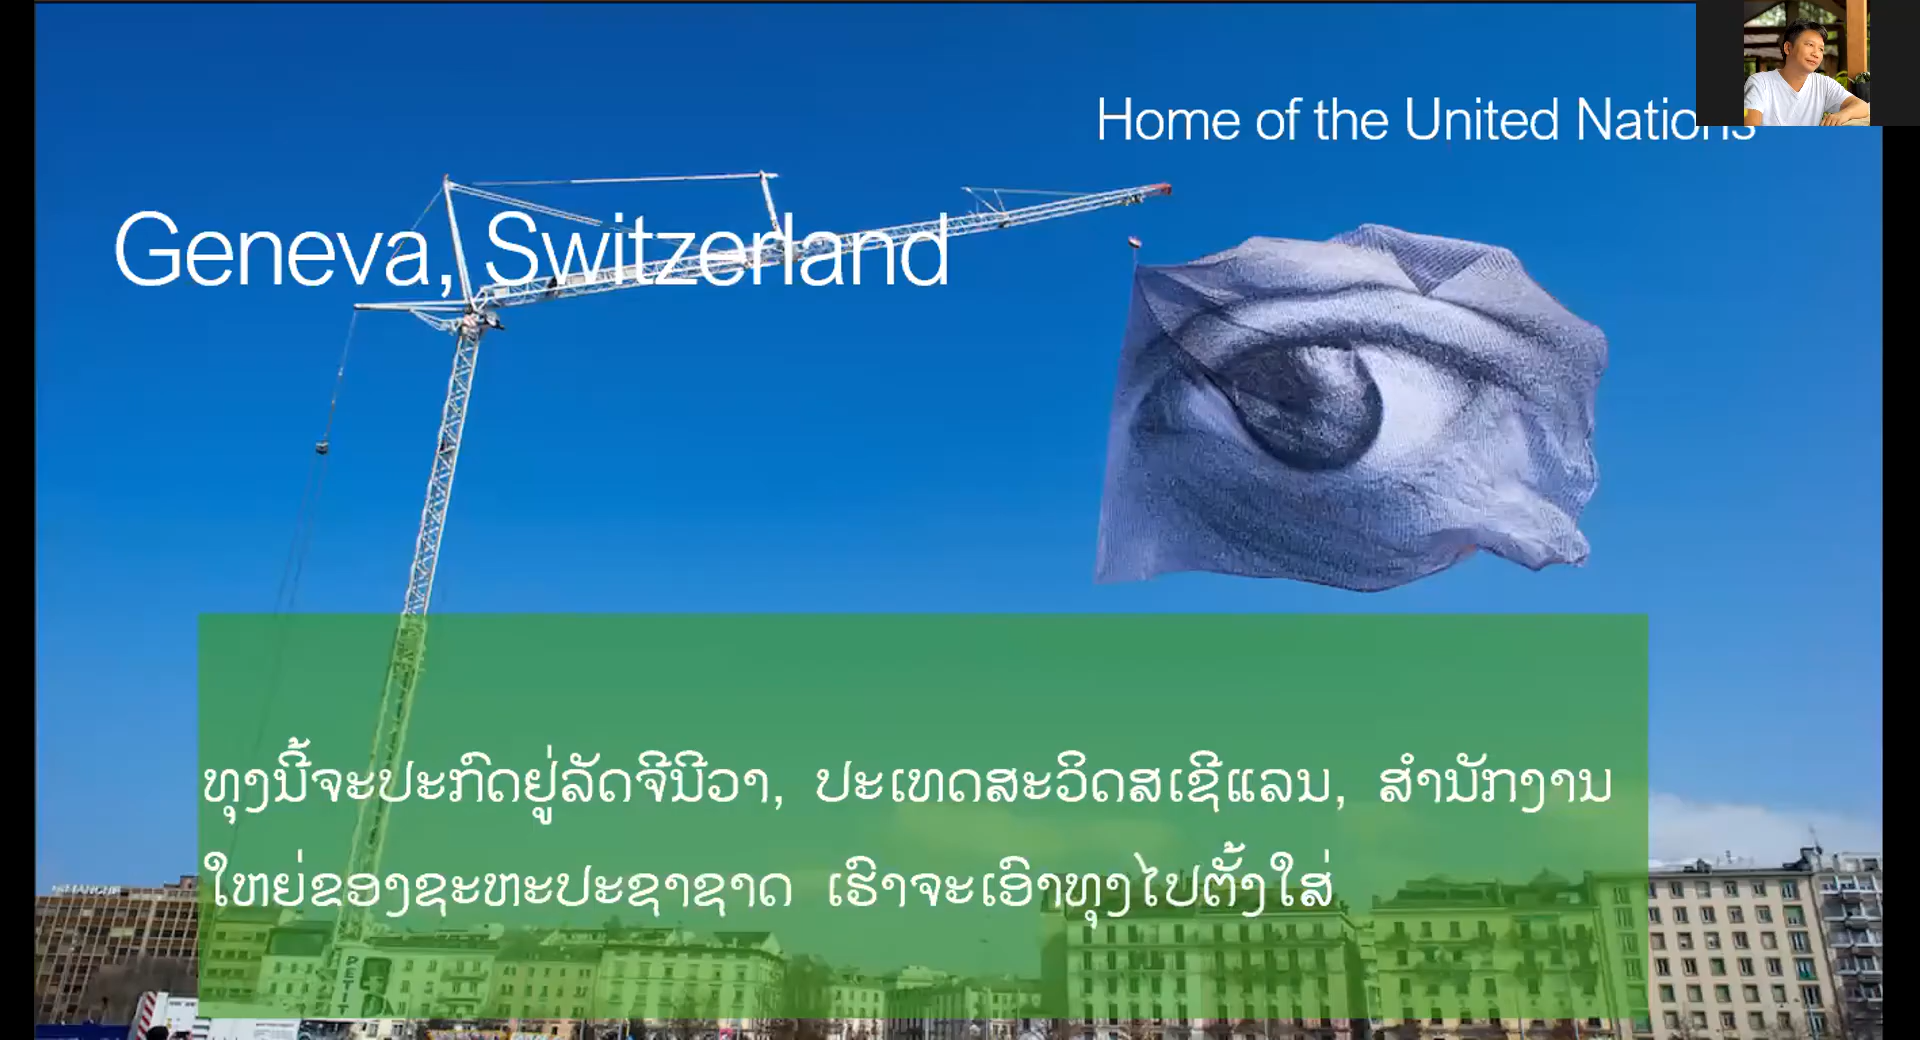 Home of the United Nations
Geneva, Switzerland
ທຸງນີ້ຈະປະກົດຢູ່ລັດຈີນີວາ, ປະເທດສະວິດສເຊີແລນ, ສຳນັກງານ
ໃຫຍ່ຂອງຊະຫະປະຊາຊາດ ເຮົາຈະເອົາທຸງໄປຕັ້ງໃສ່
PETIT